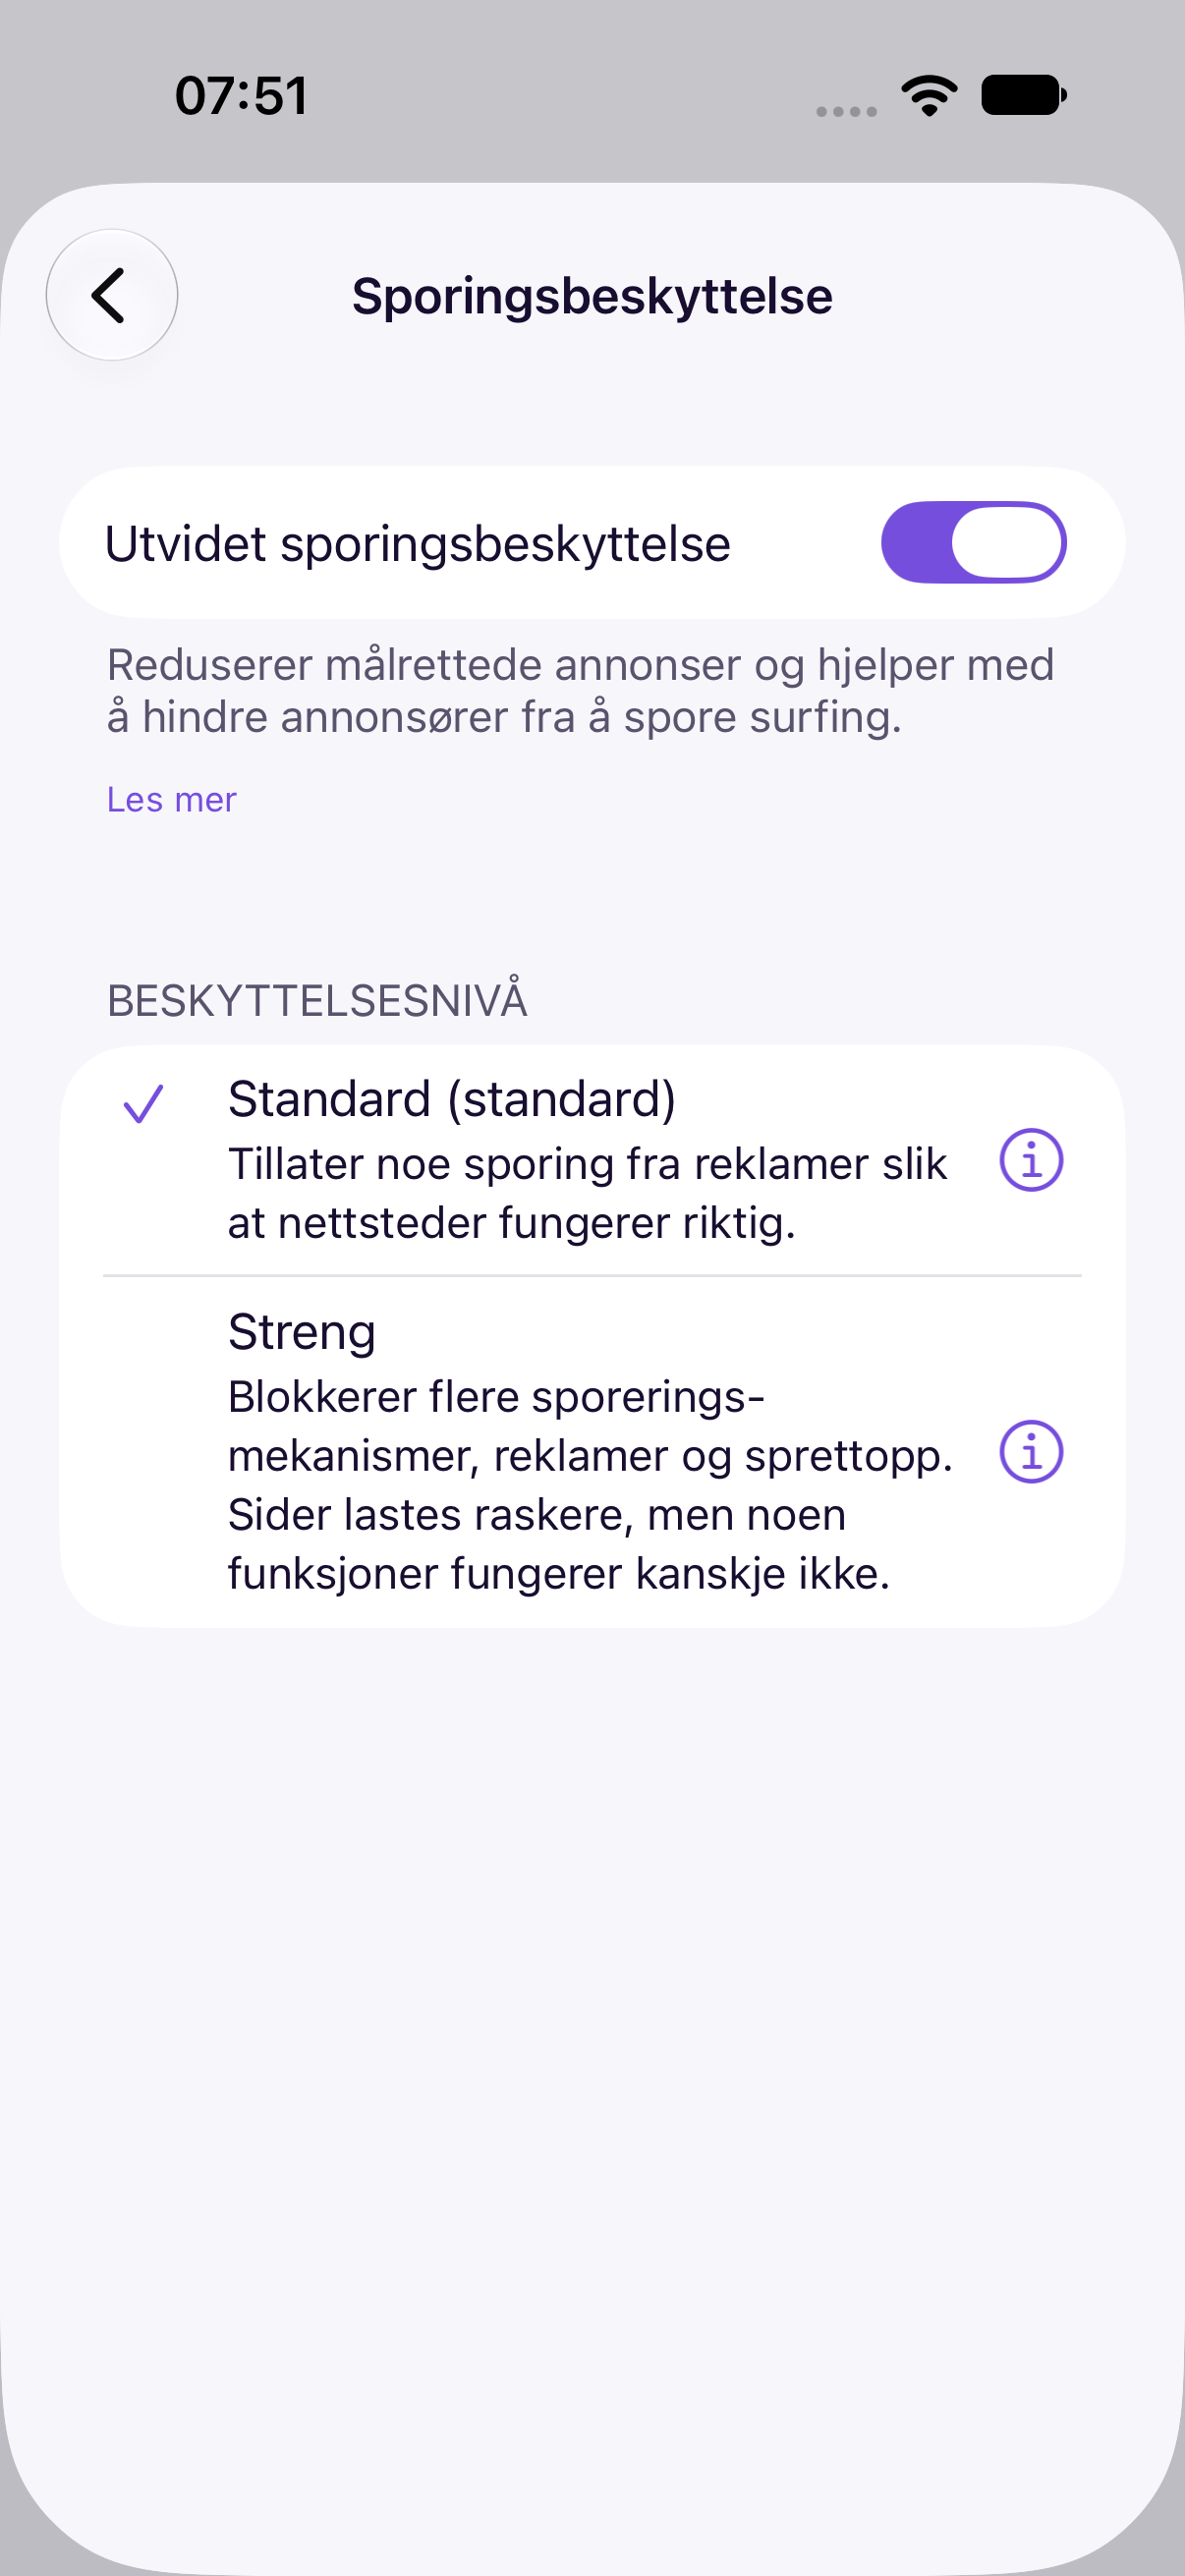 07:51
Sporingsbeskyttelse
Utvidet sporingsbeskyttelse
Reduserer målrettede annonser og hjelper med
å hindre annonsører fra å spore surfing.
Les mer
BESKYTTELSESNIVÅ
Standard (standard)
Tillater noe sporing fra reklamer slik
at nettsteder fungerer riktig.
Streng
Blokkerer flere sporerings-
mekanismer, reklamer og sprettopp.
Sider lastes raskere, men noen
funksjoner fungerer kanskje ikke.